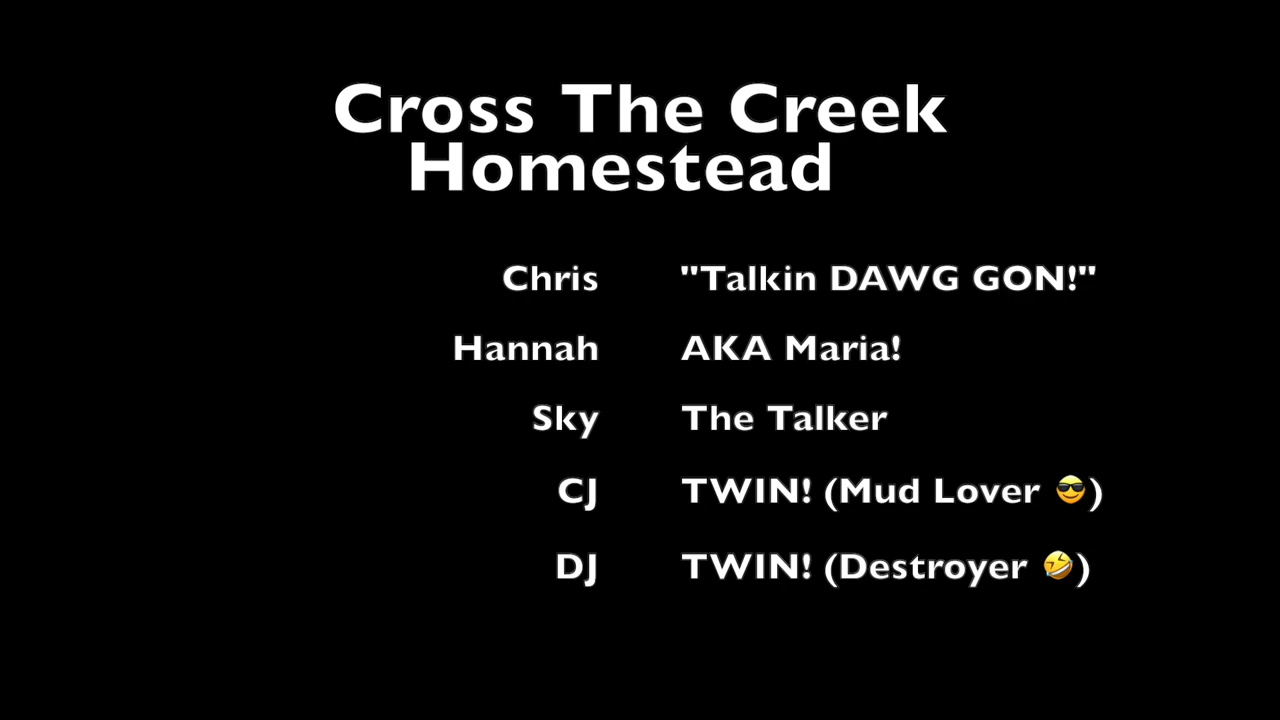 Cross The Creek
Homestead
Chris "Talkin DAWG GON!"
Hannah AKA Maria!
Sky The Talker
CJ TWIN! (Mud Lover 😎)
DJ TWIN! (Destroyer 🤣)